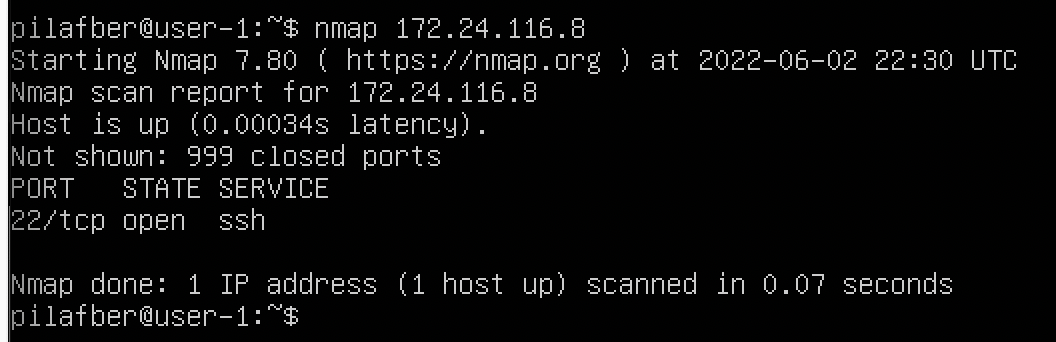 pilafber@user-1:~$ nmap 172.24.116.8
Starting Nmap 7.80 ( https://nmap.org ) at 2022-06-02 22:30 UTC
Nmap scan report for 172.24.116.8
Host is up (0.00034s latency).
Not shown: 999 closed ports
PORT   STATE SERVICE
22/tcp open  ssh

Nmap done: 1 IP address (1 host up) scanned in 0.07 seconds
pilafber@user-1:~$